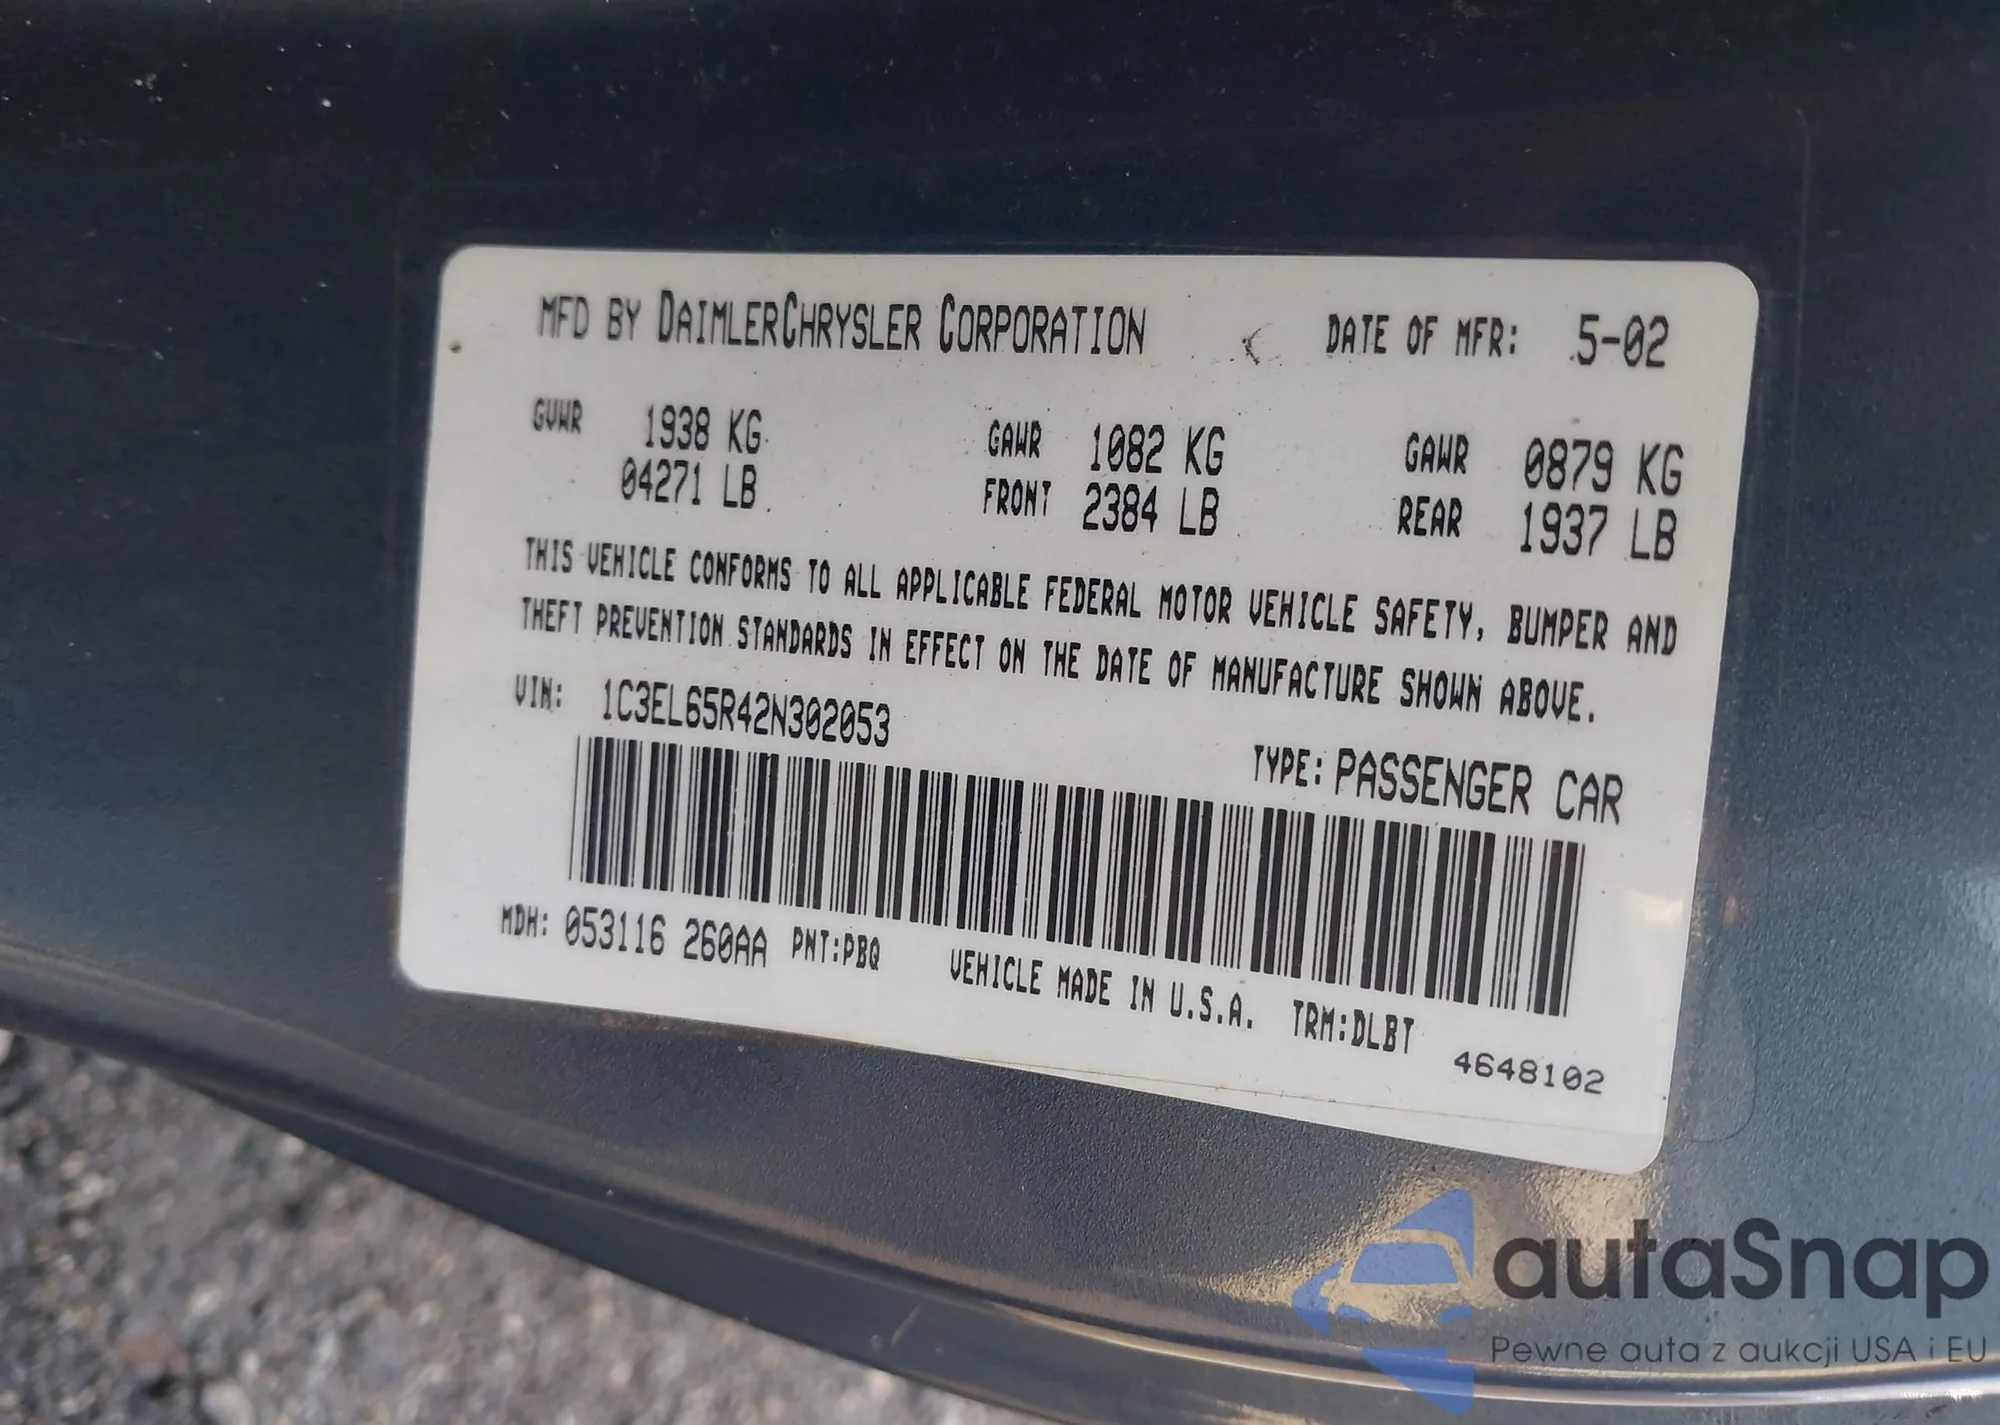 MFD BY DAIMLERCHRYSLER CORPORATION DATE OF MFR: 5-02
GVWR 1938 KG GAWR 1082 KG GAWR 0879 KG
04271 LB FRONT 2384 LB REAR 1937 LB
THIS VEHICLE CONFORMS TO ALL APPLICABLE FEDERAL MOTOR VEHICLE SAFETY, BUMPER AND
THEFT PREVENTION STANDARDS IN EFFECT ON THE DATE OF MANUFACTURE SHOWN ABOVE.
VIN: 1C3EL65R42N302053 TYPE: PASSENGER CAR
MDH: 053116 260AA PNT:PBQ VEHICLE MADE IN U.S.A. TRM:DLBT
4648102
autaSnap
Pewne auta z aukcji USA i EU